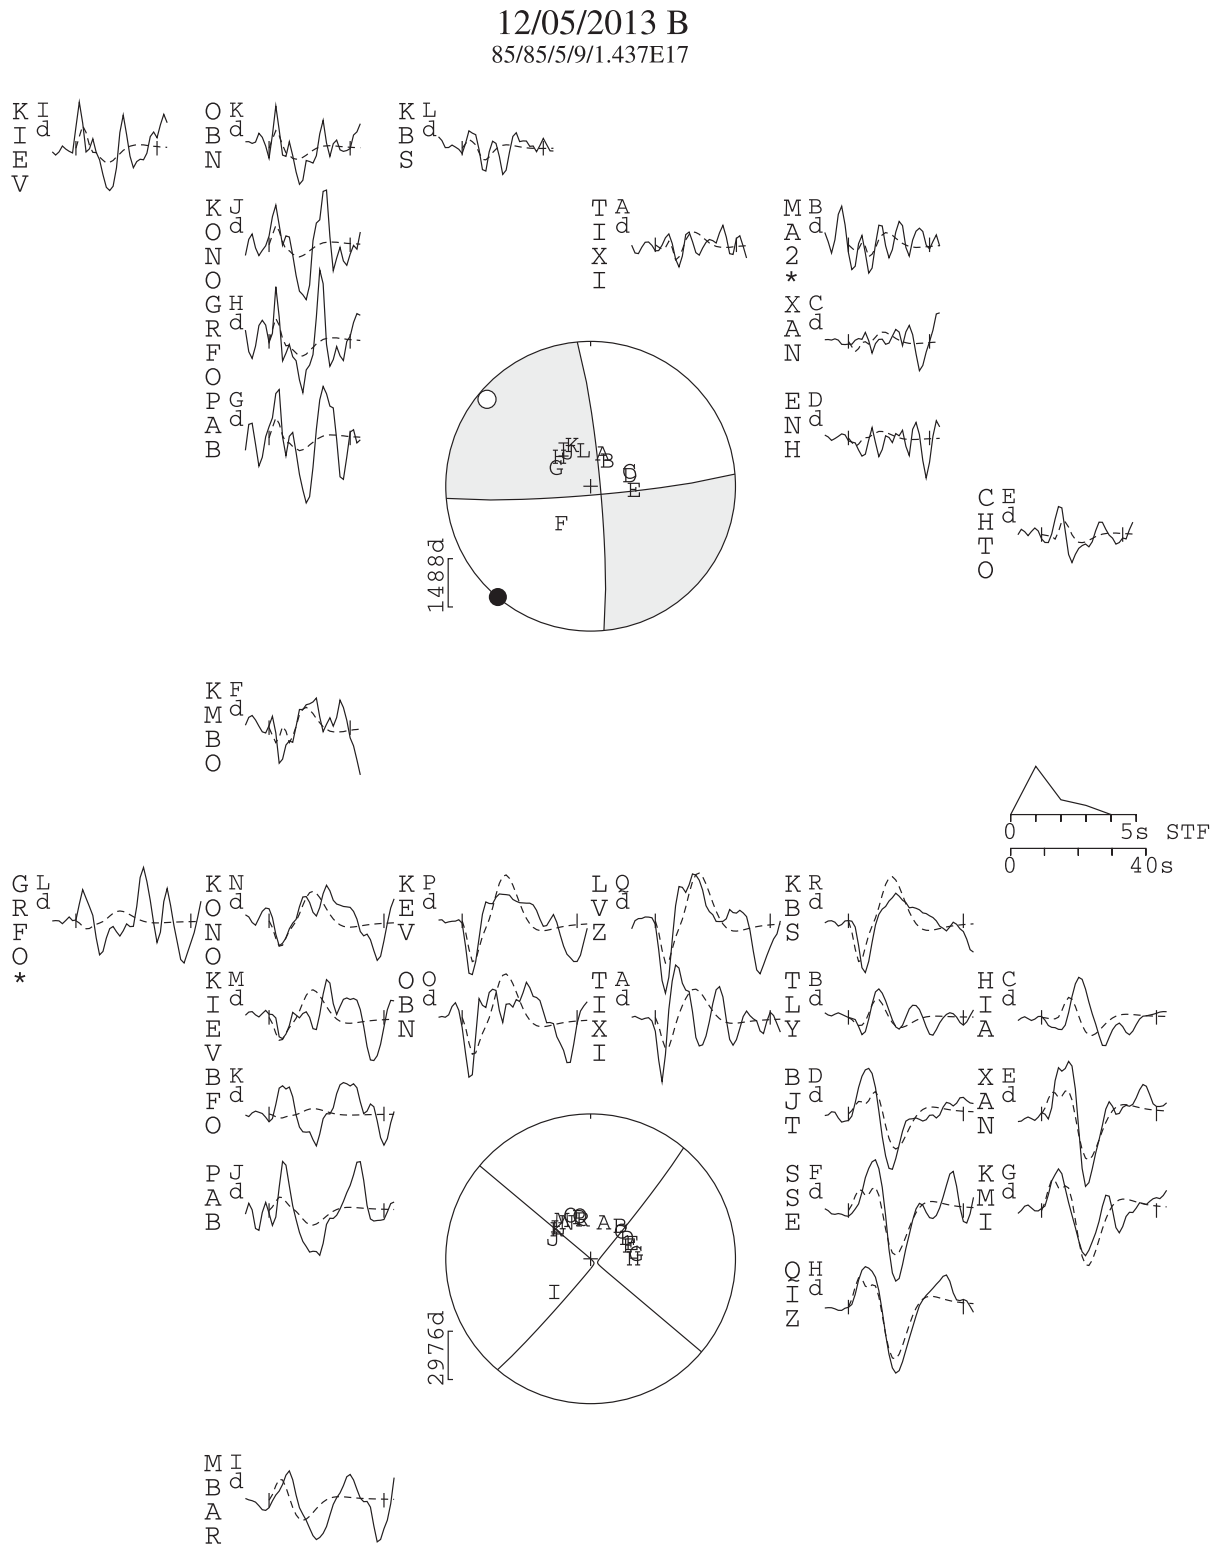 12/05/2013 B
85/85/5/9/1.437E17
KIEV I d
OBN K d
KBS L d
KONO J d
TIXI A d
MA2* B d
GRFO H d
XAN C d
PAB G d
ENH D d
CHTO E d
K L A B
H J C
G D
E
F
1488d
KMBO F d
0 5s STF
0 40s
GRFO* L d
KONO N d
KEV P d
LVZ Q d
KBS R d
KIEV M d
OBN O d
TIXI A d
TLY B d
HIA C d
BFO K d
BJT D d
XAN E d
PAB J d
SSE F d
KMI G d
QIZ H d
M N R A B
J G
H
I
2976d
MBAR I d